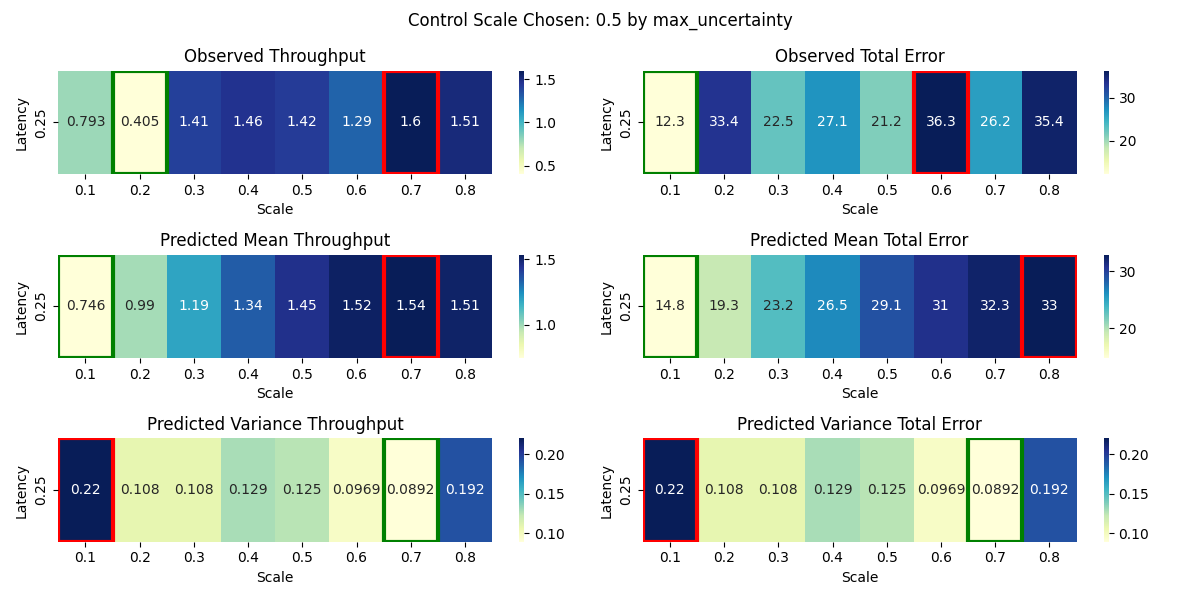 Control Scale Chosen: 0.5 by max_uncertainty
Observed Throughput
Latency
0.25
0.793 0.405 1.41 1.46 1.42 1.29 1.6 1.51
0.1 0.2 0.3 0.4 0.5 0.6 0.7 0.8
Scale
1.5
1.0
0.5
Observed Total Error
Latency
0.25
12.3 33.4 22.5 27.1 21.2 36.3 26.2 35.4
0.1 0.2 0.3 0.4 0.5 0.6 0.7 0.8
Scale
30
20
Predicted Mean Throughput
Latency
0.25
0.746 0.99 1.19 1.34 1.45 1.52 1.54 1.51
0.1 0.2 0.3 0.4 0.5 0.6 0.7 0.8
Scale
1.5
1.0
Predicted Mean Total Error
Latency
0.25
14.8 19.3 23.2 26.5 29.1 31 32.3 33
0.1 0.2 0.3 0.4 0.5 0.6 0.7 0.8
Scale
30
20
Predicted Variance Throughput
Latency
0.25
0.22 0.108 0.108 0.129 0.125 0.0969 0.0892 0.192
0.1 0.2 0.3 0.4 0.5 0.6 0.7 0.8
Scale
0.20
0.15
0.10
Predicted Variance Total Error
Latency
0.25
0.22 0.108 0.108 0.129 0.125 0.0969 0.0892 0.192
0.1 0.2 0.3 0.4 0.5 0.6 0.7 0.8
Scale
0.20
0.15
0.10